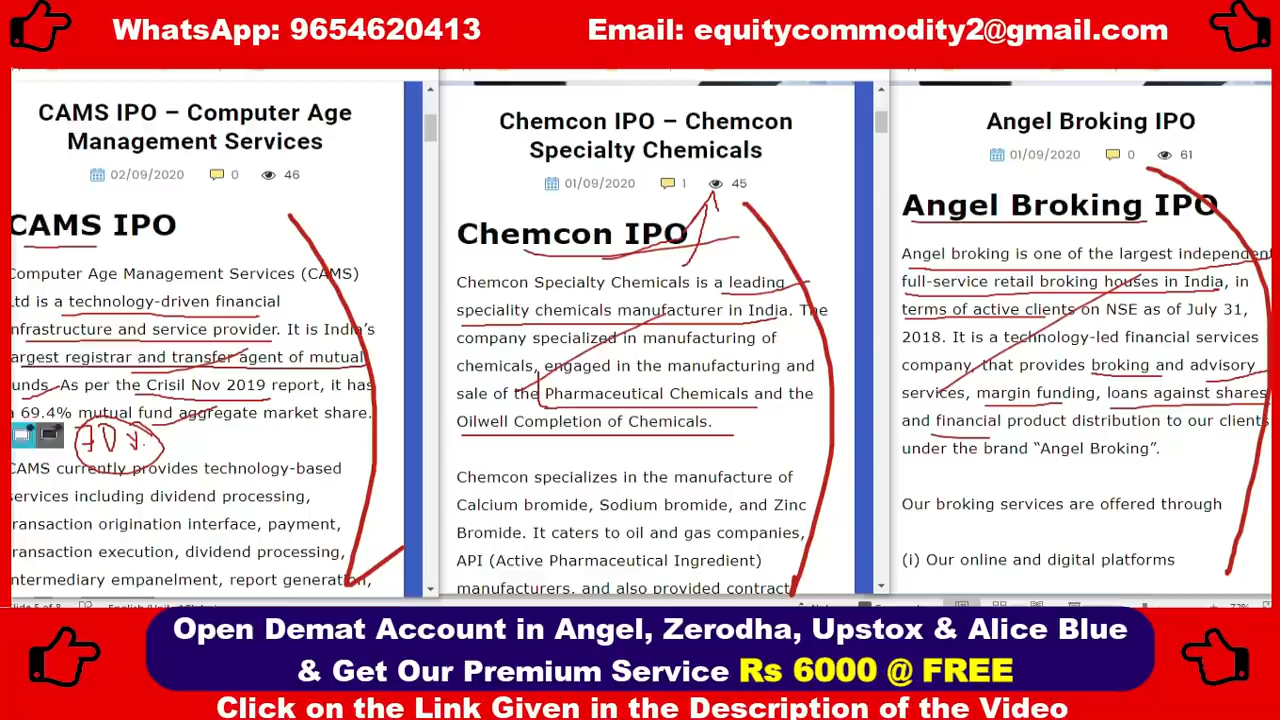 WhatsApp: 9654620413
Email: equitycommodity2@gmail.com
CAMS IPO – Computer Age
Management Services
02/09/2020 0 46
CAMS IPO
Computer Age Management Services (CAMS)
Ltd is a technology-driven financial
infrastructure and service provider. It is India’s
largest registrar and transfer agent of mutual
funds. As per the Crisil Nov 2019 report, it has
a 69.4% mutual fund aggregate market share.
CAMS currently provides technology-based
services including dividend processing,
transaction origination interface, payment,
transaction execution, dividend processing,
intermediary empanelment, report generation,
Chemcon IPO – Chemcon
Specialty Chemicals
01/09/2020 1 45
Chemcon IPO
Chemcon Specialty Chemicals is a leading
speciality chemicals manufacturer in India. The
company specialized in manufacturing of
chemicals, engaged in the manufacturing and
sale of the Pharmaceutical Chemicals and the
Oilwell Completion of Chemicals.
Chemcon specializes in the manufacture of
Calcium bromide, Sodium bromide, and Zinc
Bromide. It caters to oil and gas companies,
API (Active Pharmaceutical Ingredient)
manufacturers, and also provided contract
Angel Broking IPO
01/09/2020 0 61
Angel Broking IPO
Angel broking is one of the largest independent
full-service retail broking houses in India, in
terms of active clients on NSE as of July 31,
2018. It is a technology-led financial services
company, that provides broking and advisory
services, margin funding, loans against shares
and financial product distribution to our clients
under the brand “Angel Broking”.
Our broking services are offered through
(i) Our online and digital platforms
Slide 5 of 8
72%
Open Demat Account in Angel, Zerodha, Upstox & Alice Blue
& Get Our Premium Service Rs 6000 @ FREE
Click on the Link Given in the Description of the Video